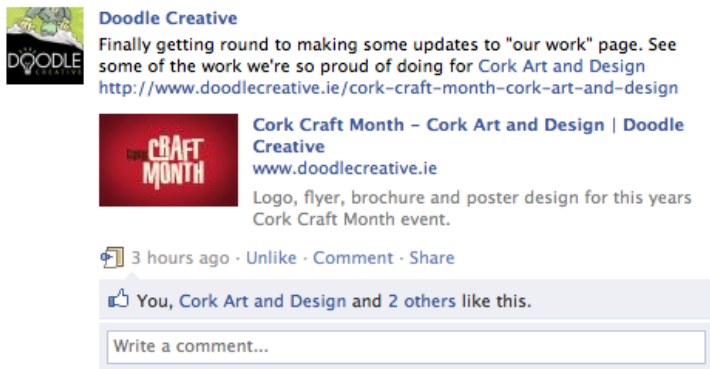 Doodle Creative
Finally getting round to making some updates to "our work" page. See
some of the work we're so proud of doing for Cork Art and Design
http://www.doodlecreative.ie/cork-craft-month-cork-art-and-design
DOODLE
CREATIVE
Cork Craft Month – Cork Art and Design | Doodle
Creative
www.doodlecreative.ie
Logo, flyer, brochure and poster design for this years
Cork Craft Month event.
CRAFT
MONTH
3 hours ago · Unlike · Comment · Share
You, Cork Art and Design and 2 others like this.
Write a comment...